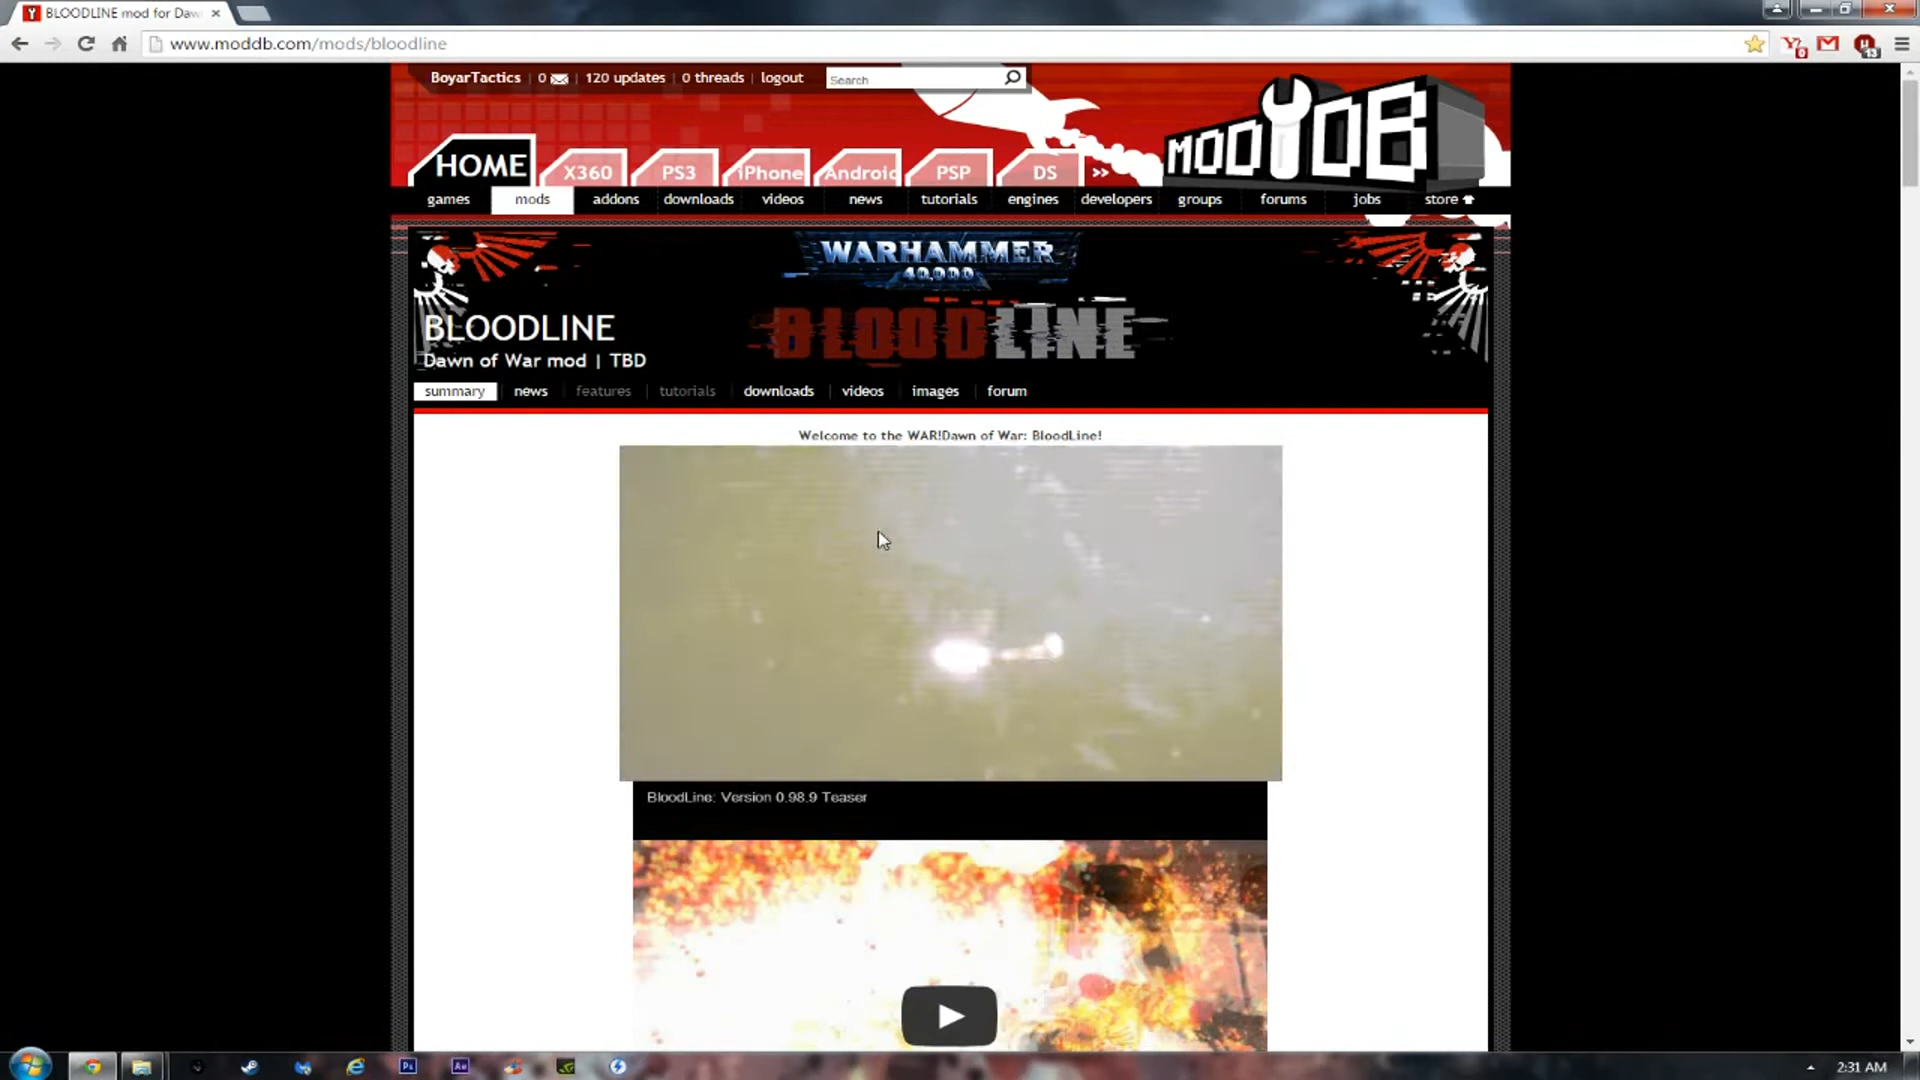 BLOODLINE mod for Daw
www.moddb.com/mods/bloodline
BoyarTactics | 0 | 120 updates | 0 threads | logout
Search
MODDB
HOME X360 PS3 iPhone Android PSP DS >>
games mods addons downloads videos news tutorials engines developers groups forums jobs store
WARHAMMER
40,000
BLOODLINE
BLOODLINE
Dawn of War mod | TBD
summary news features tutorials downloads videos images forum
Welcome to the WAR!Dawn of War: BloodLine!
BloodLine: Version 0.98.9 Teaser
Ps Ae
2:31 AM